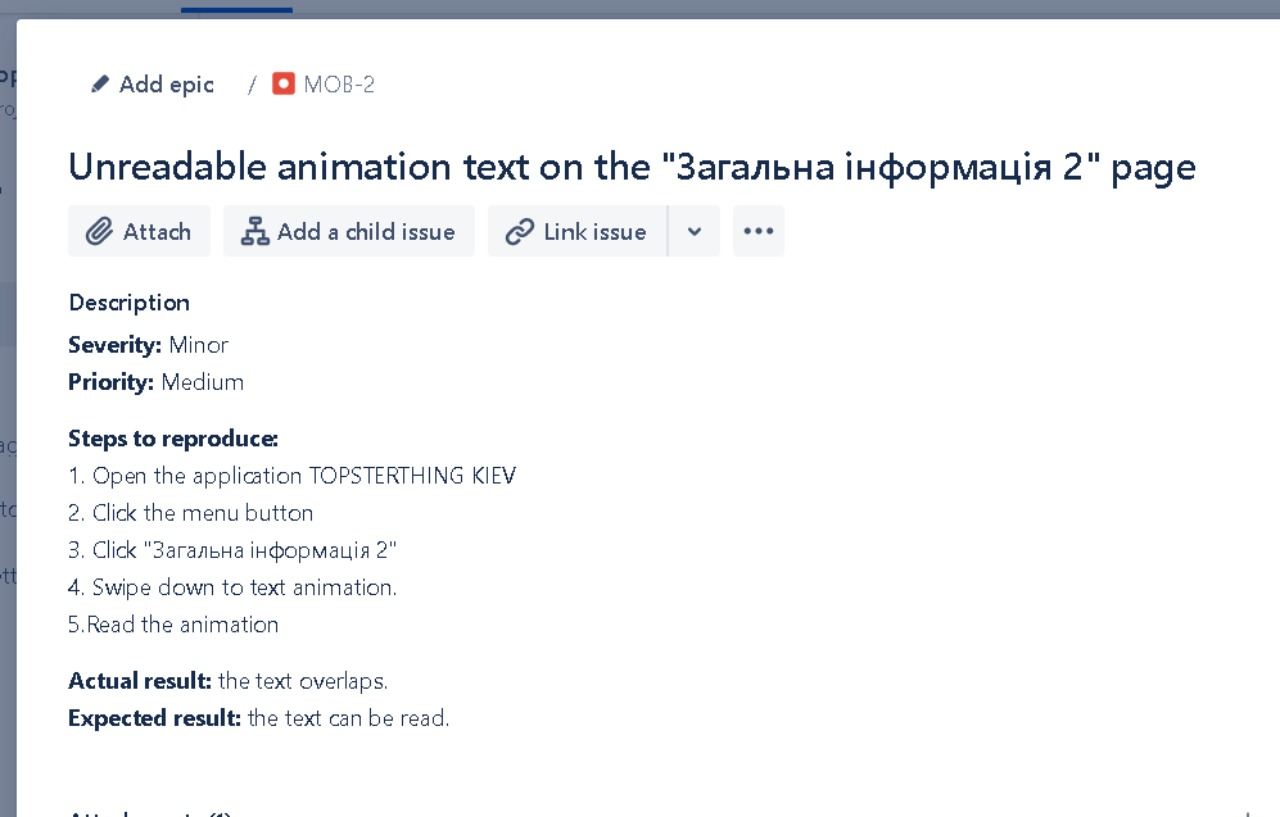 Add epic / MOB-2
Unreadable animation text on the "Загальна інформація 2" page
Attach Add a child issue Link issue
Description
Severity: Minor
Priority: Medium
Steps to reproduce:
1. Open the application TOPSTERTHING KIEV
2. Click the menu button
3. Click "Загальна інформація 2"
4. Swipe down to text animation.
5.Read the animation
Actual result: the text overlaps.
Expected result: the text can be read.